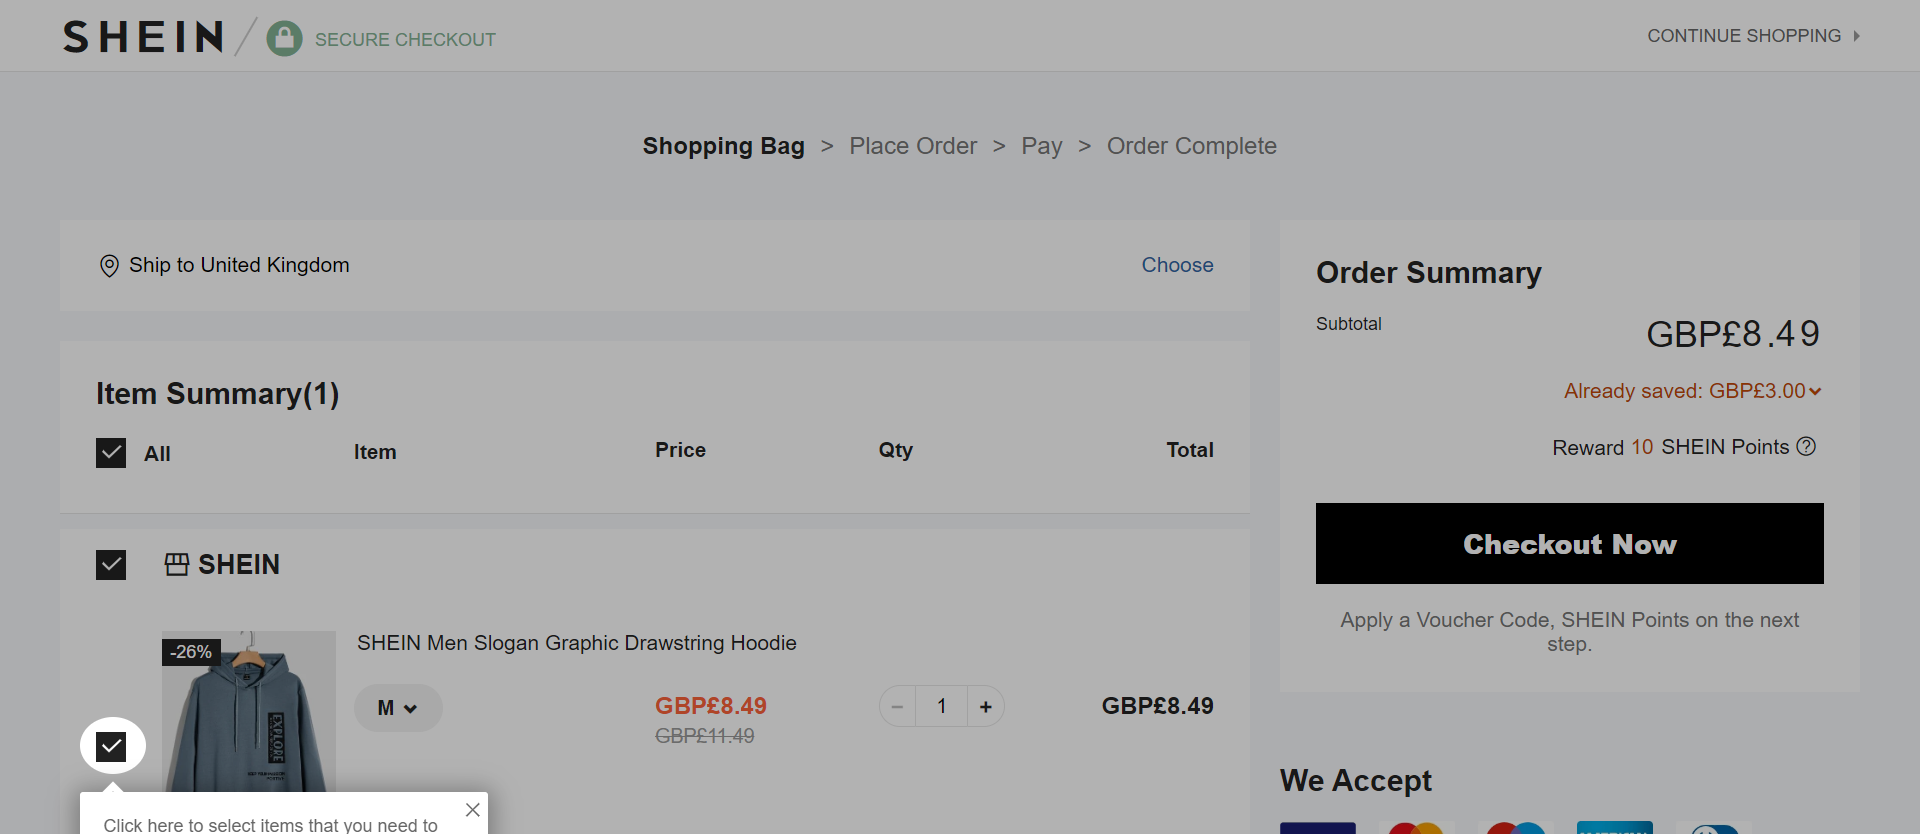 SHEIN
SECURE CHECKOUT
CONTINUE SHOPPING
Shopping Bag > Place Order > Pay > Order Complete
Ship to United Kingdom
Choose
Item Summary(1)
All
Item
Price
Qty
Total
SHEIN
-26%
EXPLORE
SHEIN Men Slogan Graphic Drawstring Hoodie
M
GBP£8.49
GBP£11.49
1
GBP£8.49
Click here to select items that you need to
Order Summary
Subtotal
GBP£8.49
Already saved: GBP£3.00
Reward 10 SHEIN Points
Checkout Now
Apply a Voucher Code, SHEIN Points on the next
step.
We Accept